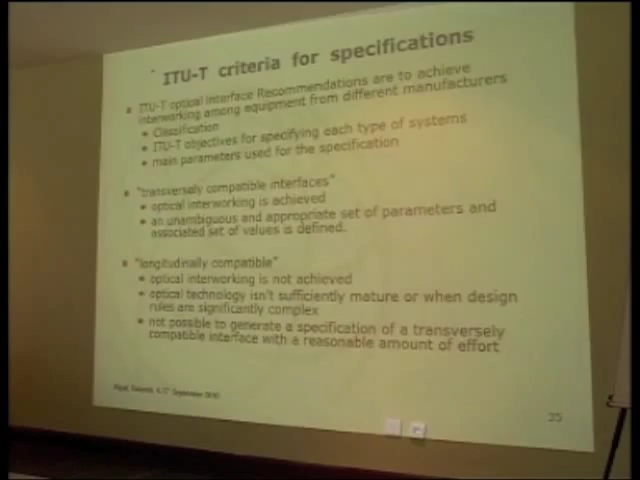 ITU-T criteria for specifications
ITU-T optical Interface Recommendations are to achieve
interworking among equipment from different manufacturers
Classification
ITU-T objectives for specifying each type of systems
main parameters used for the specification
"transversely compatible interfaces"
optical interworking is achieved
an unambiguous and appropriate set of parameters and
associated set of values is defined.
"longitudinally compatible"
optical interworking is not achieved
optical technology isn't sufficiently mature or when design
rules are significantly complex
not possible to generate a specification of a transversely
compatible interface with a reasonable amount of effort
September
35